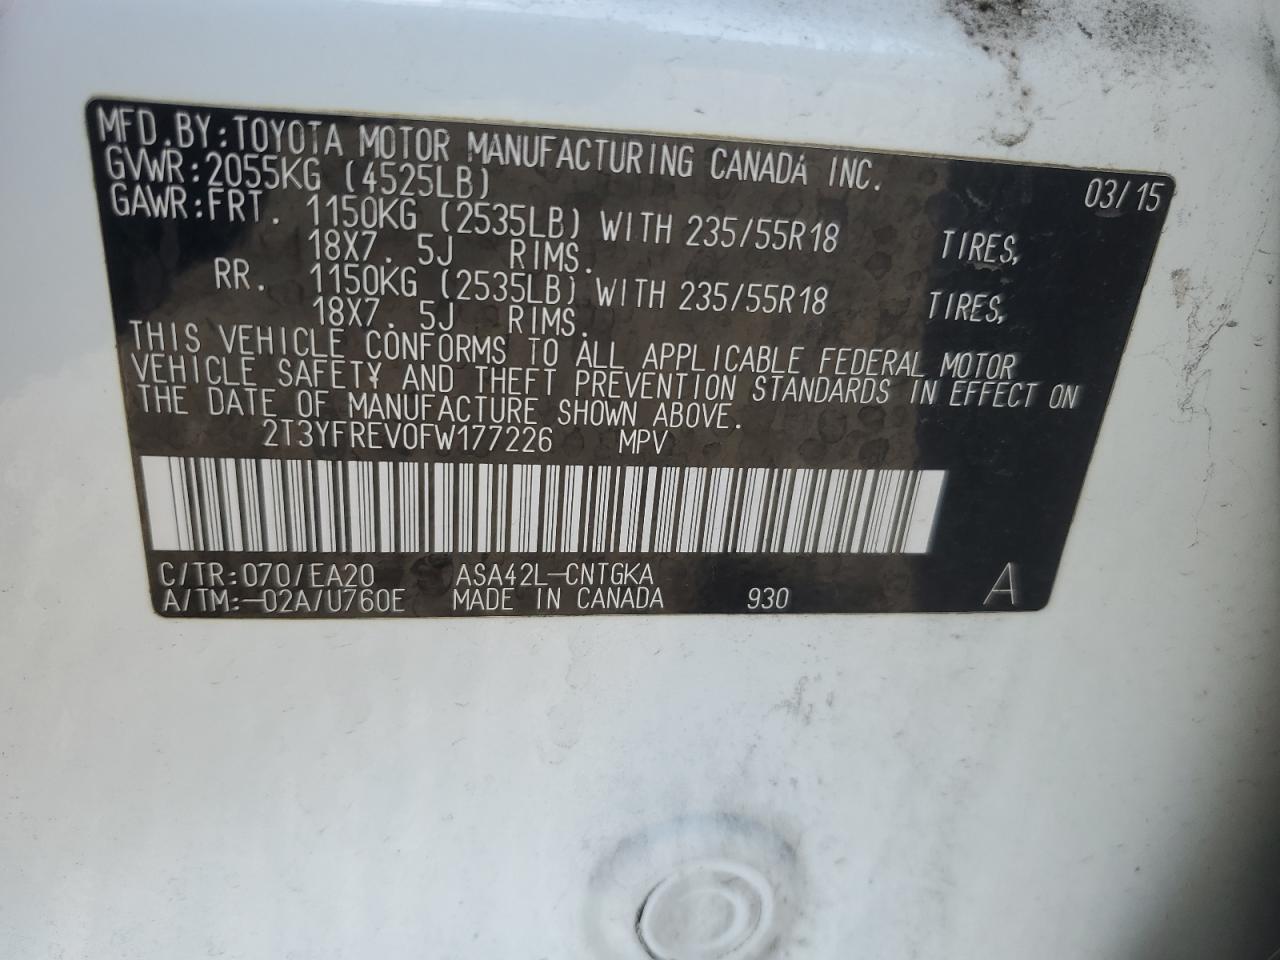 MFD.BY:TOYOTA MOTOR MANUFACTURING CANADA INC. 03/15
GVWR:2055KG (4525LB)
GAWR:FRT. 1150KG (2535LB) WITH 235/55R18 TIRES,
18X7.5J RIMS.
RR. 1150KG (2535LB) WITH 235/55R18 TIRES,
18X7.5J RIMS.
THIS VEHICLE CONFORMS TO ALL APPLICABLE FEDERAL MOTOR
VEHICLE SAFETY AND THEFT PREVENTION STANDARDS IN EFFECT ON
THE DATE OF MANUFACTURE SHOWN ABOVE.
2T3YFREV0FW177226 MPV
C/TR:070/EA20 ASA42L-CNTGKA
A/TM:-02A/U760E MADE IN CANADA 930 A